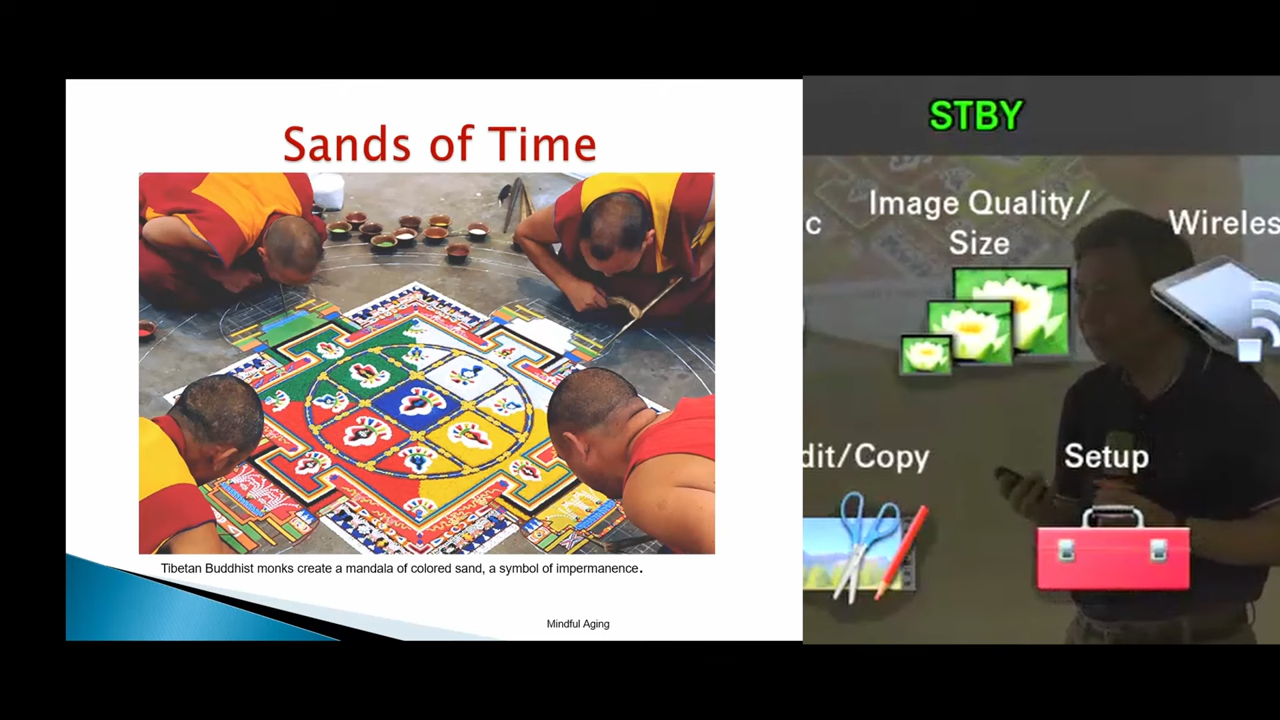 Sands of Time
Tibetan Buddhist monks create a mandala of colored sand, a symbol of impermanence.
Mindful Aging
STBY
c
Image Quality/
Size
Wireles
dit/Copy
Setup